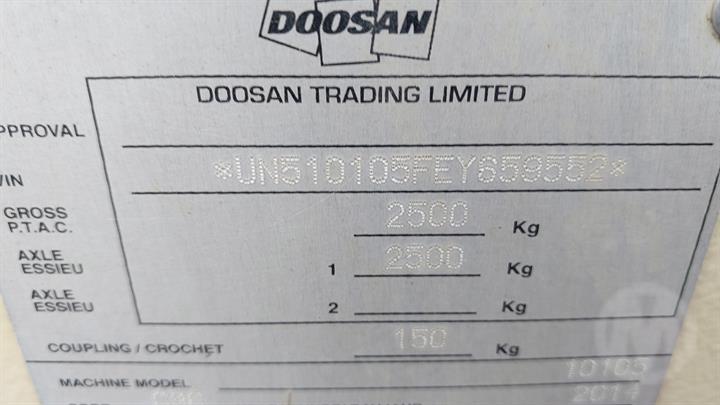 DOOSAN
DOOSAN TRADING LIMITED
PPROVAL
*UN510105FEY659552*
VIN
GROSS 2500 Kg
P.T.A.C.
AXLE 1 2500 Kg
ESSIEU
AXLE 2 Kg
ESSIEU
COUPLING / CROCHET 150 Kg
MACHINE MODEL 10105
2014